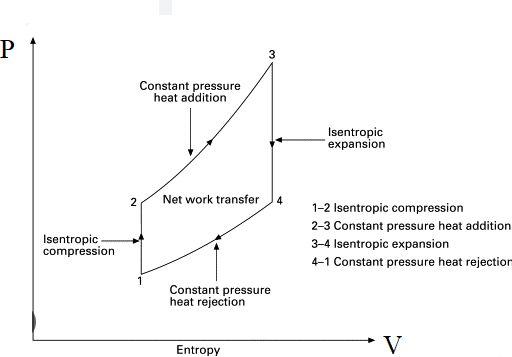 P
3
Constant pressure
heat addition
Isentropic
expansion
2
Net work transfer
4
1–2 Isentropic compression
2–3 Constant pressure heat addition
3–4 Isentropic expansion
4–1 Constant pressure heat rejection
Isentropic
compression
1
Constant pressure
heat rejection
Entropy
V